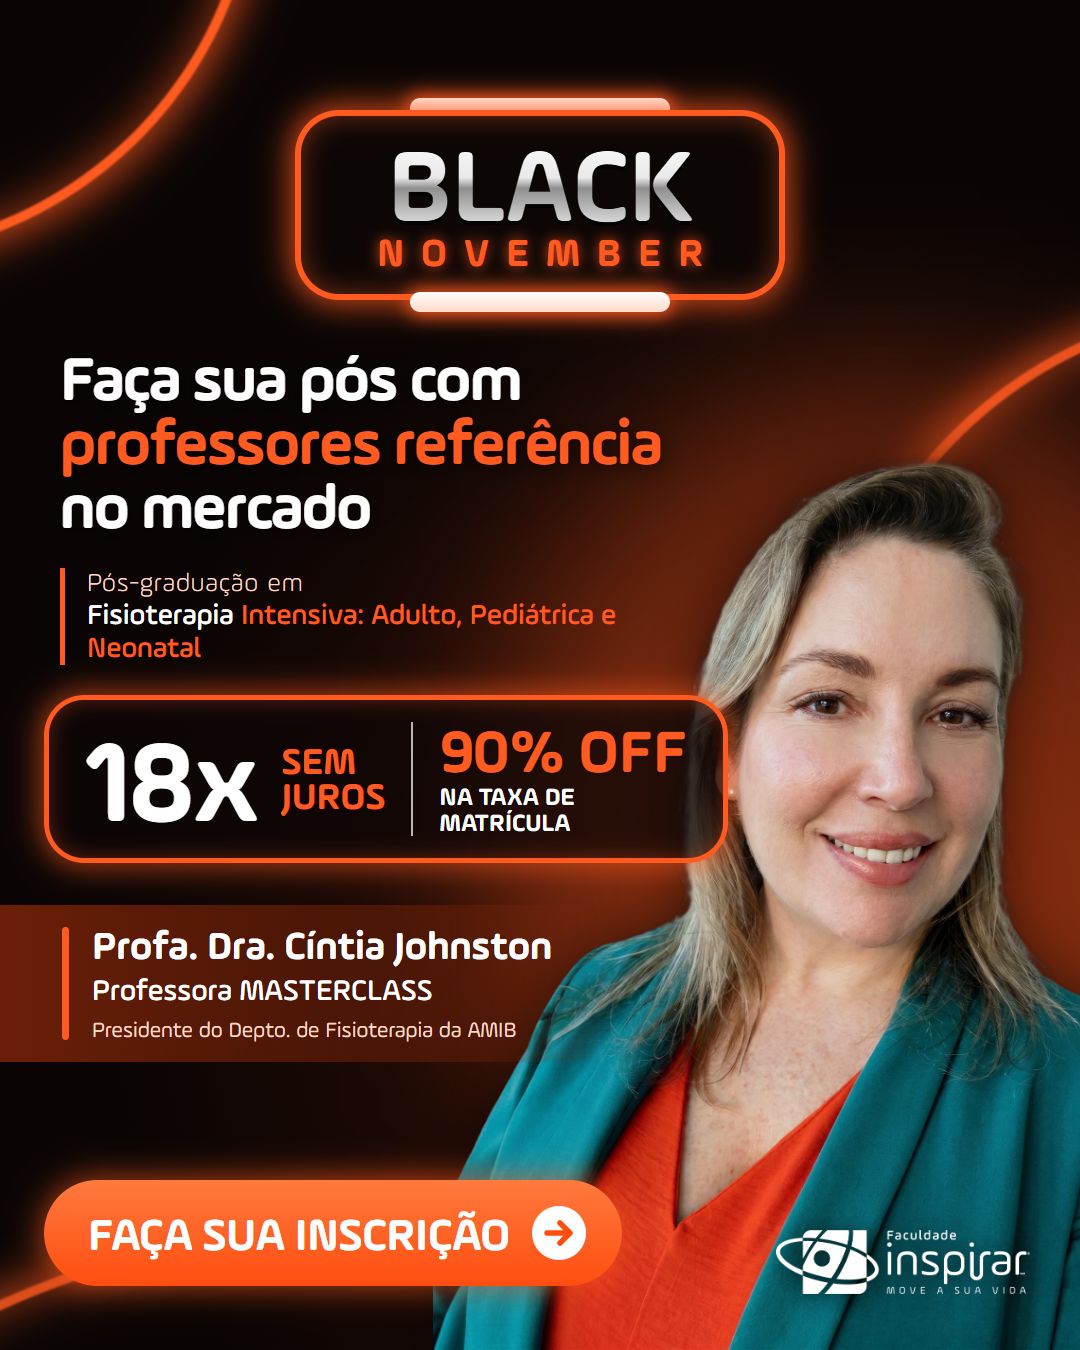 BLACK
NOVEMBER
Faça sua pós com
professores referência
no mercado
Pós-graduação em
Fisioterapia Intensiva: Adulto, Pediátrica e
Neonatal
18x
SEM
JUROS
90% OFF
NA TAXA DE
MATRÍCULA
Profa. Dra. Cíntia Johnston
Professora MASTERCLASS
Presidente do Depto. de Fisioterapia da AMIB
FAÇA SUA INSCRIÇÃO
Faculdade
inspirar
MOVE A SUA VIDA